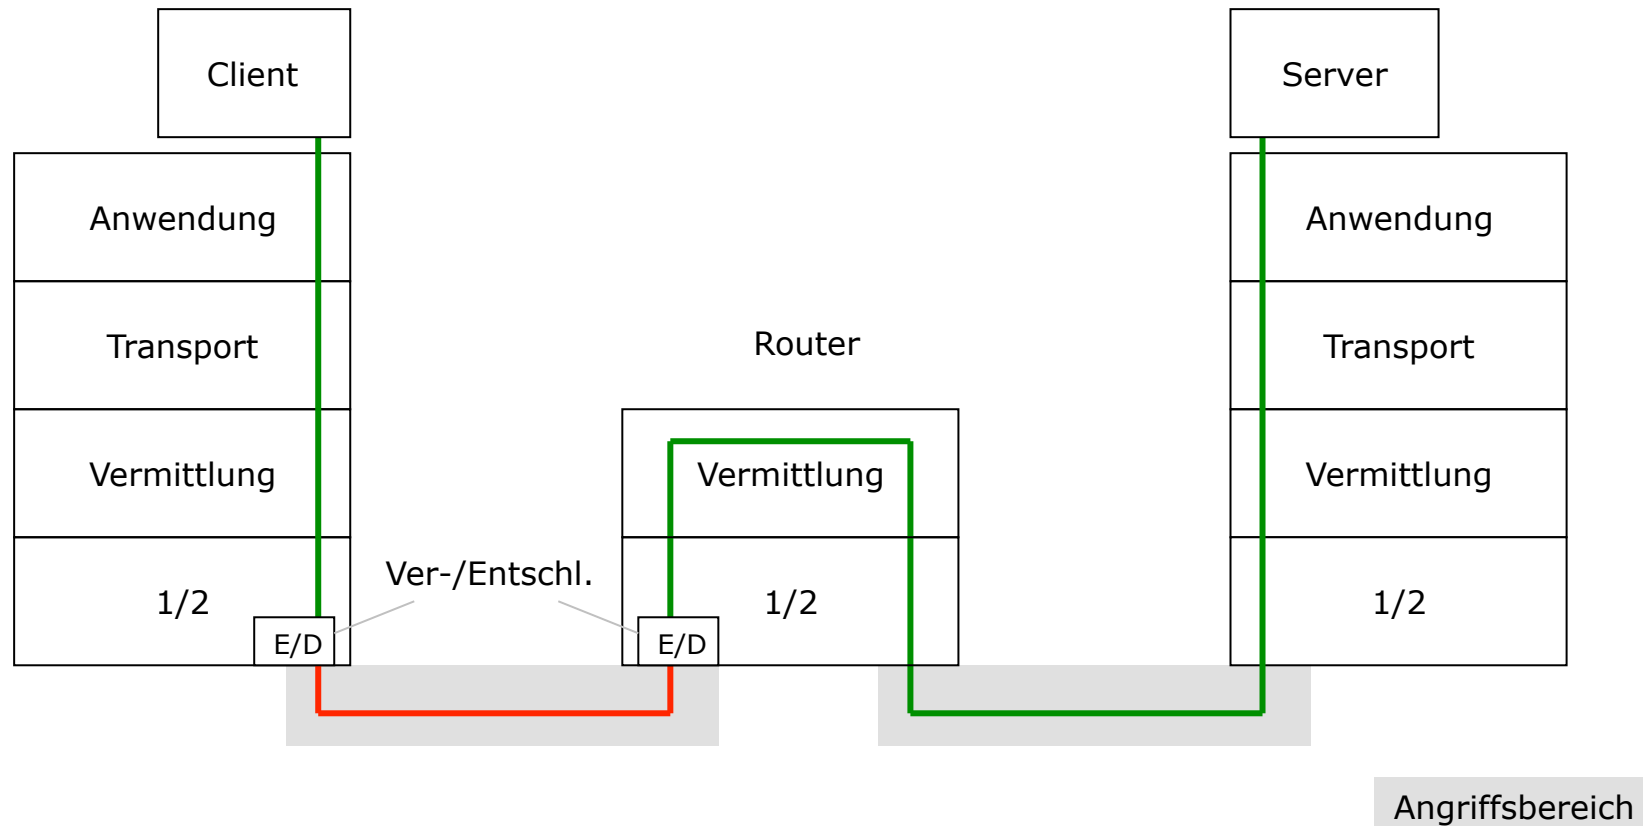 Client
Server
Anwendung
Anwendung
Transport
Router
Transport
Vermittlung
Vermittlung
Vermittlung
Ver-/Entschl.
1/2
1/2
1/2
E/D
E/D
Angriffsbereich